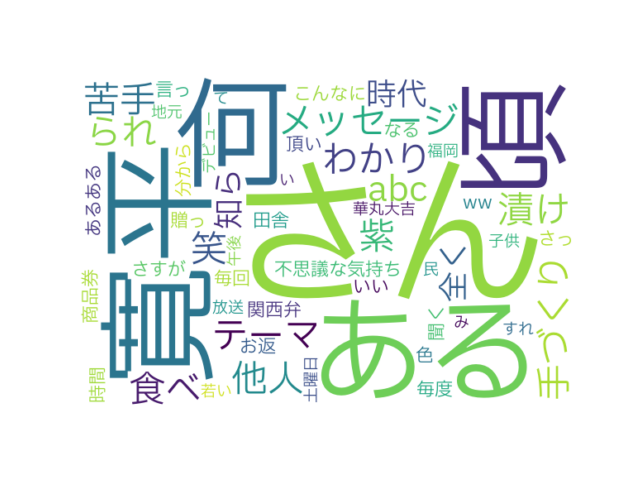 苦手
言っ
て
地元
デビュー
られ
何
こんなに
時代
メッセージ
なる
頂い
わかり
福岡
頃
あるある
分から
平
寛
知ら
い
贈っ
笑
さん
abc
華丸大吉
ww
漬け
紫
全く
子供
さっ
田舎
午後
さすが
毎回
不思議な気持ち
民
いい
聞く
み
手づくり
商品券
放送
関西弁
テーマ
お返
ある
色
すれ
時間
食べ
若い
他人
土曜日
毎度